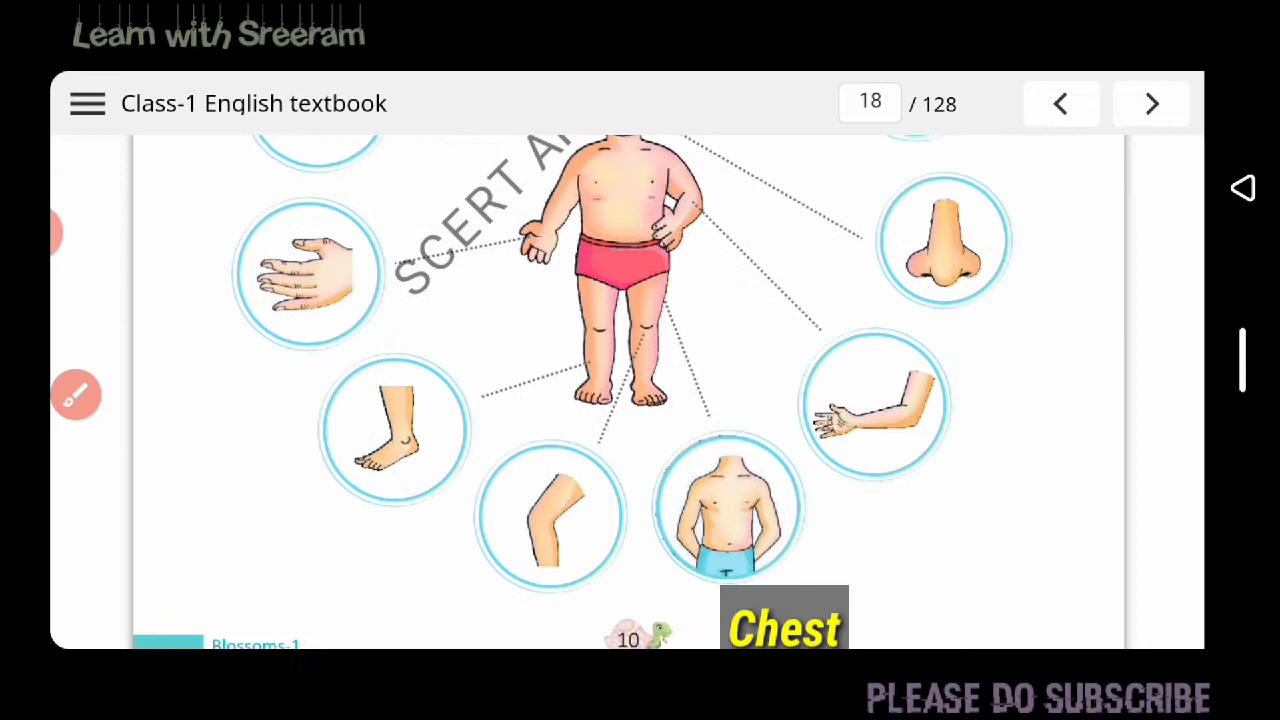 Learn with Sreeram
Class-1 English textbook
18 / 128
SCERT
10
Chest
Blossoms-1
PLEASE DO SUBSCRIBE